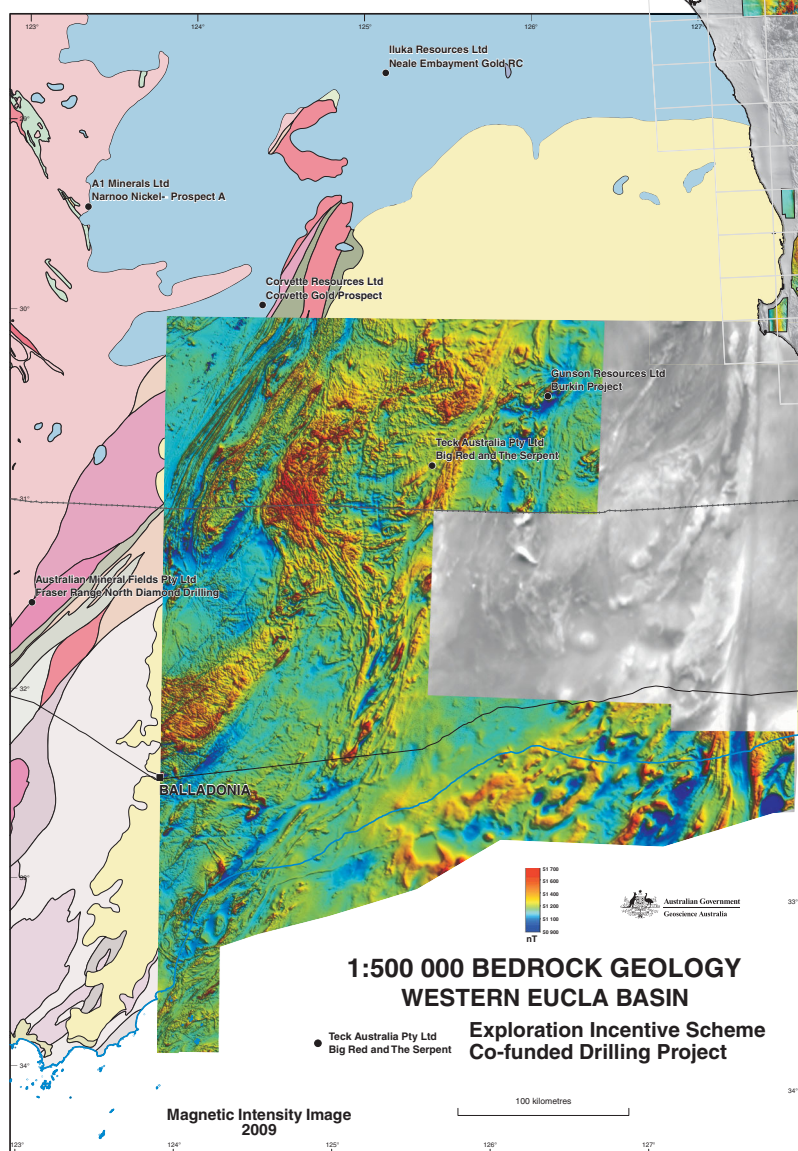 123°
124°
125°
126°
127°
Iluka Resources Ltd
Neale Embayment Gold RC
29°
A1 Minerals Ltd
Narnoo Nickel- Prospect A
Corvette Resources Ltd
Corvette Gold Prospect
30°
Gunson Resources Ltd
Burkin Project
Teck Australia Pty Ltd
Big Red and The Serpent
31°
Australian Mineral Fields Pty Ltd
Fraser Range North Diamond Drilling
32°
BALLADONIA
33°
51 700
51 600
51 400
51 200
51 100
50 900
nT
Australian Government
Geoscience Australia
33°
1:500 000 BEDROCK GEOLOGY
WESTERN EUCLA BASIN
Teck Australia Pty Ltd
Big Red and The Serpent
Exploration Incentive Scheme
Co-funded Drilling Project
34°
34°
100 kilometres
Magnetic Intensity Image
2009
123°
124°
125°
126°
127°